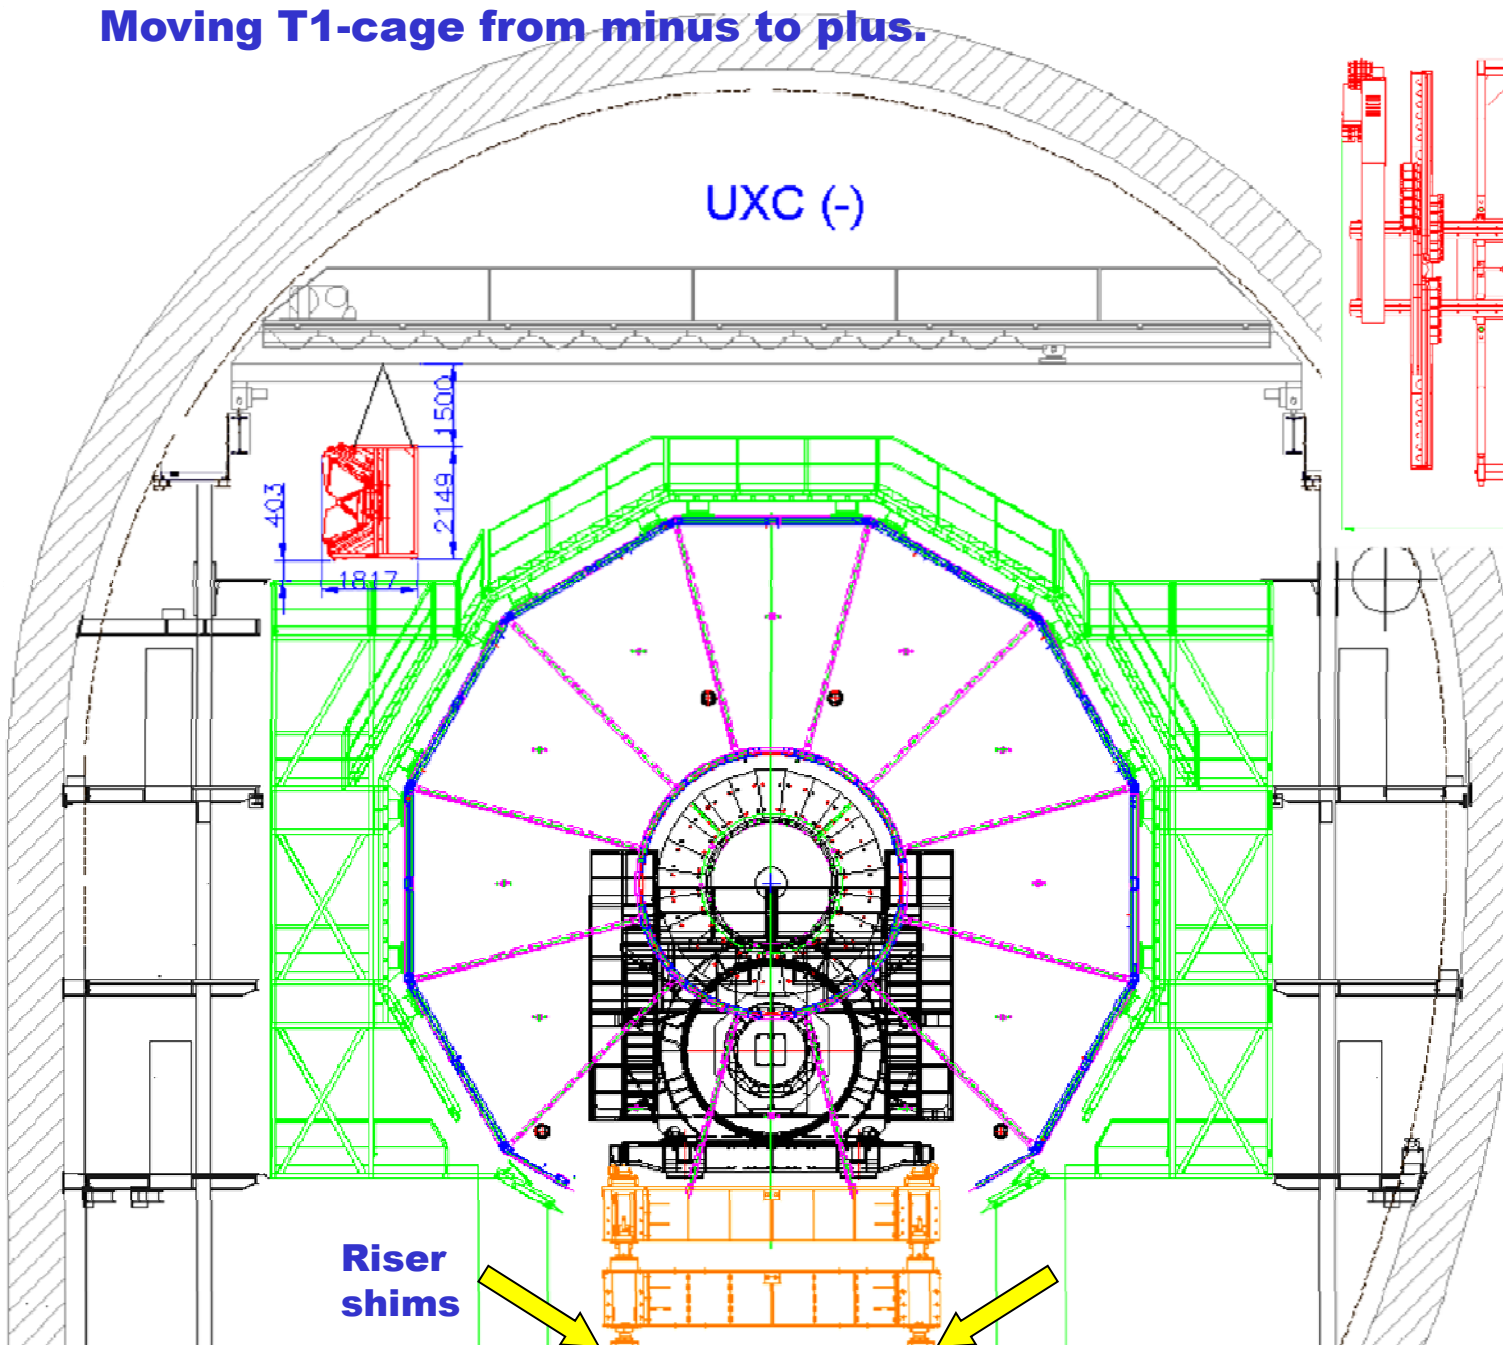 Moving T1-cage from minus to plus.
UXC (-)
1500
403
2149
1817
Riser
shims